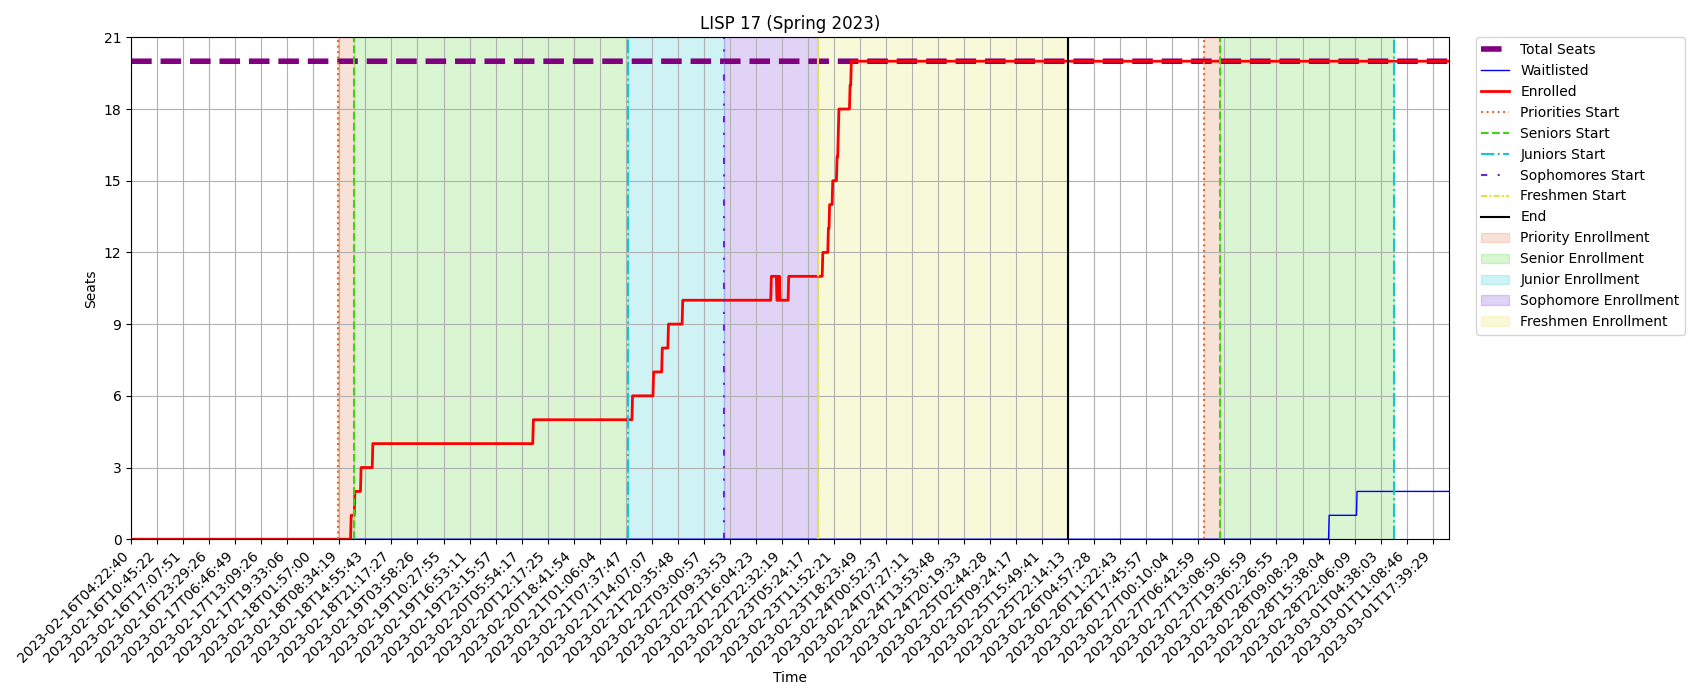 LISP 17 (Spring 2023)
Seats
21
18
15
12
9
6
3
0
2023-02-16T04:22:40
2023-02-16T10:45:22
2023-02-16T17:07:51
2023-02-16T23:29:26
2023-02-17T06:46:49
2023-02-17T13:09:26
2023-02-17T19:33:06
2023-02-18T01:57:00
2023-02-18T08:34:19
2023-02-18T14:55:43
2023-02-18T21:17:27
2023-02-19T03:58:26
2023-02-19T10:27:55
2023-02-19T16:53:11
2023-02-19T23:15:57
2023-02-20T05:54:17
2023-02-20T12:17:25
2023-02-20T18:41:54
2023-02-21T01:06:04
2023-02-21T07:37:47
2023-02-21T14:07:07
2023-02-21T20:35:48
2023-02-22T03:00:57
2023-02-22T09:33:53
2023-02-22T16:04:23
2023-02-22T22:32:19
2023-02-23T05:24:17
2023-02-23T11:52:21
2023-02-23T18:23:49
2023-02-24T00:52:37
2023-02-24T07:27:11
2023-02-24T13:53:48
2023-02-24T20:19:33
2023-02-25T02:44:28
2023-02-25T09:24:17
2023-02-25T15:49:41
2023-02-25T22:14:13
2023-02-26T04:57:28
2023-02-26T11:22:43
2023-02-26T17:45:57
2023-02-27T00:10:04
2023-02-27T06:42:59
2023-02-27T13:08:50
2023-02-27T19:36:59
2023-02-28T02:26:55
2023-02-28T09:08:29
2023-02-28T15:38:04
2023-02-28T22:06:09
2023-03-01T04:38:03
2023-03-01T11:08:46
2023-03-01T17:39:29
Time
Total Seats
Waitlisted
Enrolled
Priorities Start
Seniors Start
Juniors Start
Sophomores Start
Freshmen Start
End
Priority Enrollment
Senior Enrollment
Junior Enrollment
Sophomore Enrollment
Freshmen Enrollment